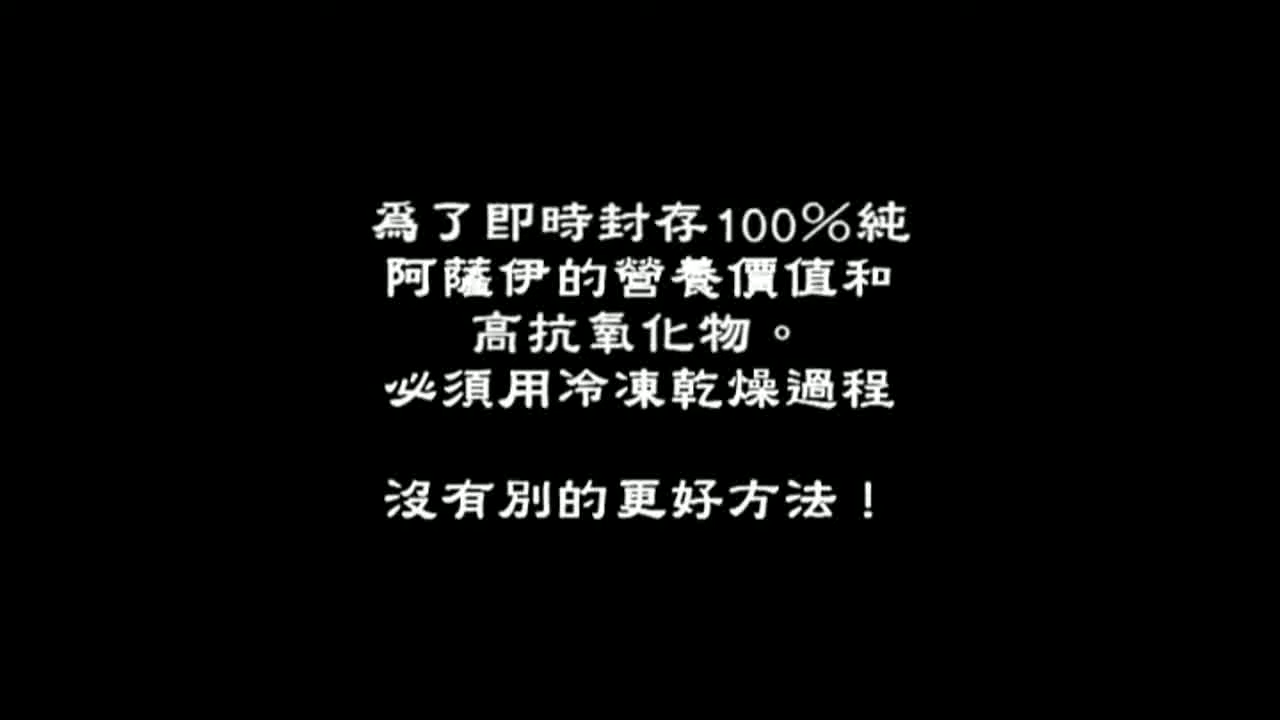 為了即時封存100%純
阿薩伊的營養價值和
高抗氧化物。
必須用冷凍乾燥過程
沒有別的更好方法！